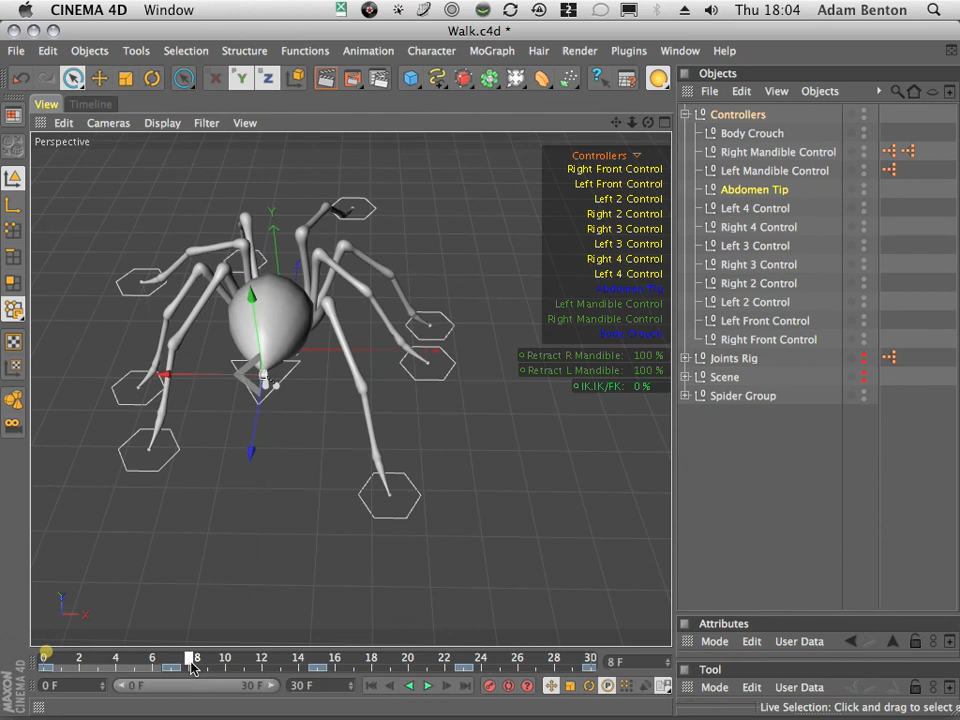 CINEMA 4D Window Thu 18:04 Adam Benton
Walk.c4d *
File Edit Objects Tools Selection Structure Functions Animation Character MoGraph Hair Render Plugins Window Help
X Y Z
View Timeline
View Cameras Display Filter View
Perspective
Y
Controllers
Right Front Control
Left Front Control
Left 2 Control
Right 2 Control
Right 3 Control
Left 3 Control
Right 4 Control
Left 4 Control
Abdomen Tip
Left Mandible Control
Right Mandible Control
Body Crouch
Retract R Mandible: 100 %
Retract L Mandible: 100 %
IK.IK/FK: 0 %
Y
X
0 2 4 6 8 10 12 14 16 18 20 22 24 26 28 30 8 F
0 F 0 F 30 F 30 F
MAXON
CINEMA 4D
Objects
File Edit View Objects
Controllers
Body Crouch
Right Mandible Control
Left Mandible Control
Abdomen Tip
Left 4 Control
Right 4 Control
Left 3 Control
Right 3 Control
Right 2 Control
Left 2 Control
Left Front Control
Right Front Control
Joints Rig
Scene
Spider Group
Attributes
Mode Edit User Data
Tool
Mode Edit User Data
Live Selection: Click and drag to select e